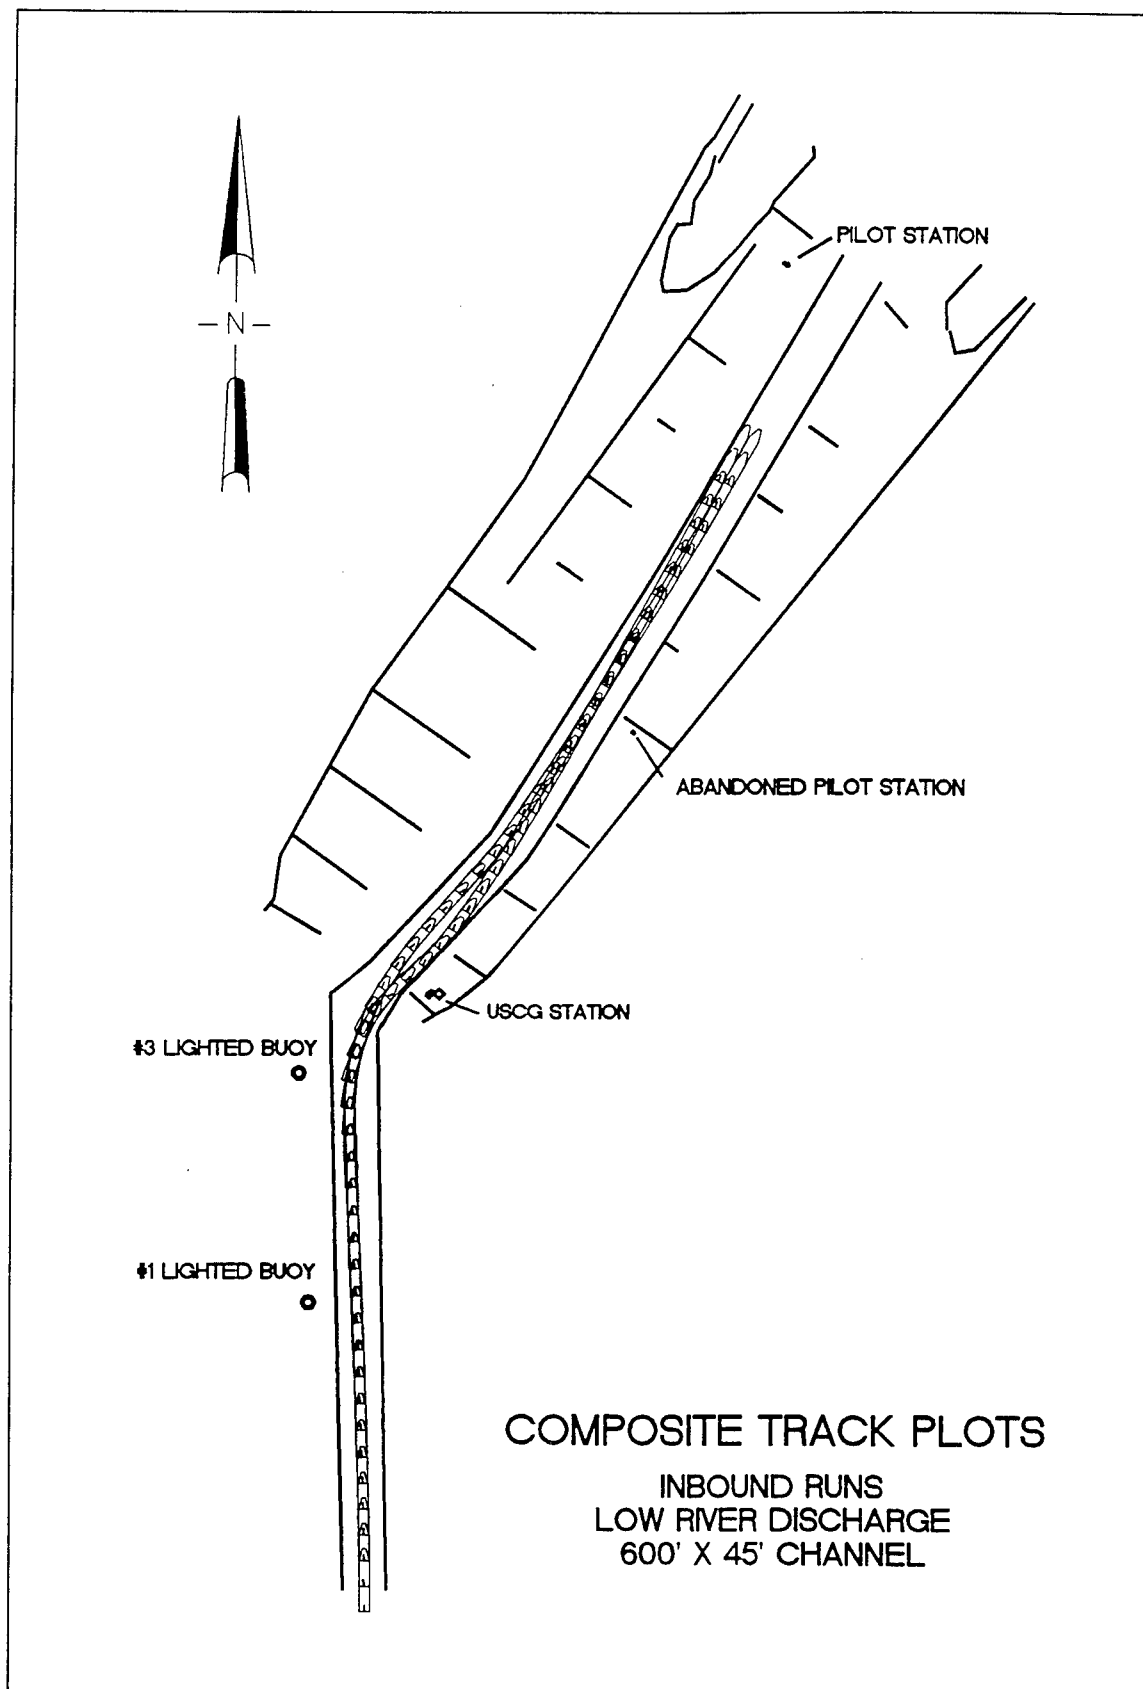 PILOT STATION
- N -
ABANDONED PILOT STATION
USCG STATION
#3 LIGHTED BUOY
#1 LIGHTED BUOY
COMPOSITE TRACK PLOTS
INBOUND RUNS
LOW RIVER DISCHARGE
600' X 45' CHANNEL